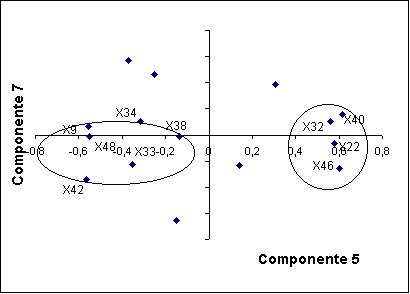 X34
X40
X9
X38
X32
X48
X33
X22
-0,8 -0,6 -0,4 -0,2 0 0,2 0,4 0,6 0,8
X46
X42
Componente 7
Componente 5